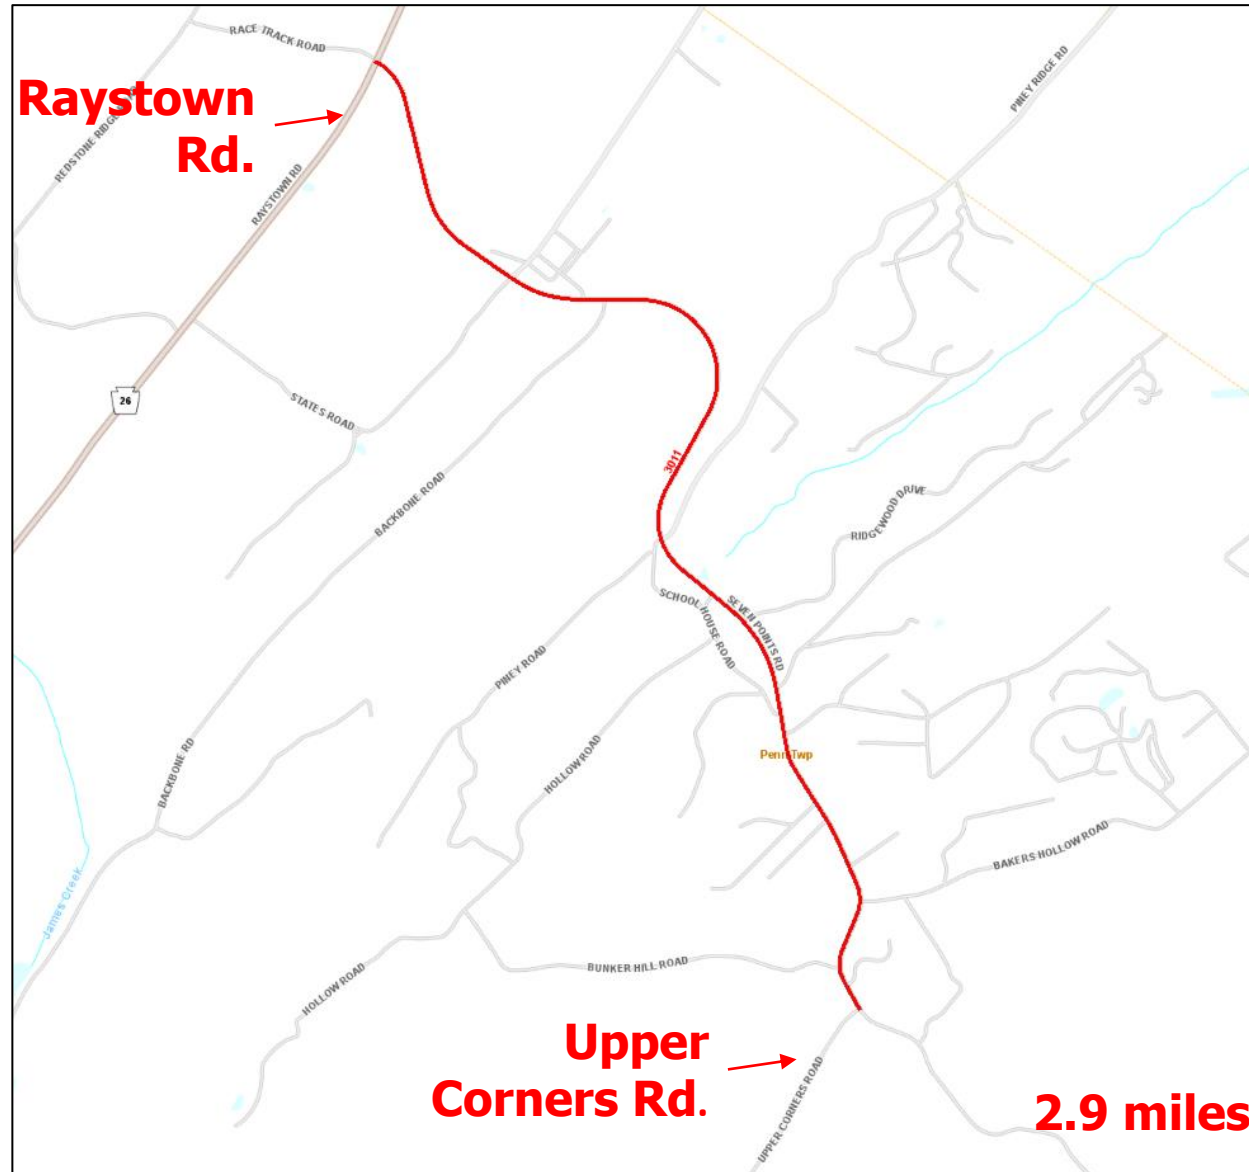 RACE TRACK ROAD
PINEY RIDGE RD
Raystown
Rd.
RAYSTOWN RD
26
STATES ROAD
BACKBONE ROAD
3011
RIDGEWOOD DRIVE
SCHOOL HOUSE ROAD
SEVEN POINTS RD
PINEY ROAD
HOLLOW ROAD
Penn Twp
BACKBONE RD
BAKERS HOLLOW ROAD
James Creek
BUNKER HILL ROAD
HOLLOW ROAD
Upper
Corners Rd.
UPPER CORNERS ROAD
2.9 miles
REDSTONE RIDGE